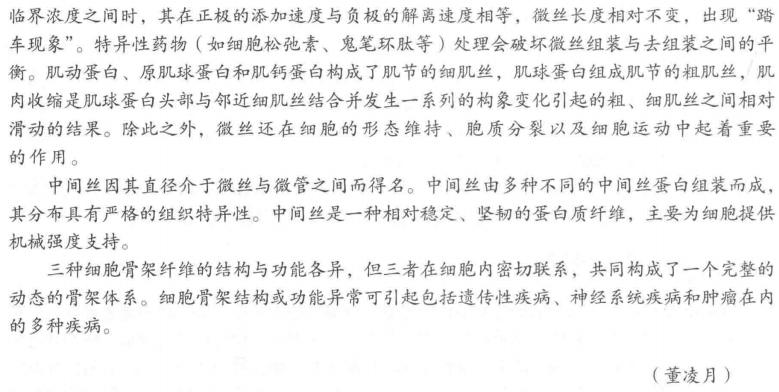 临界浓度之间时，其在正极的添加速度与负极的解离速度相等，微丝长度相对不变，出现“踏
车现象”。特异性药物（如细胞松弛素、鬼笔环肽等）处理会破坏微丝组装与去组装之间的平
衡。肌动蛋白、原肌球蛋白和肌钙蛋白构成了肌节的细肌丝，肌球蛋白组成肌节的粗肌丝，肌
肉收缩是肌球蛋白头部与邻近细肌丝结合并发生一系列的构象变化引起的粗、细肌丝之间相对
滑动的结果。除此之外，微丝还在细胞的形态维持、胞质分裂以及细胞运动中起着重要
的作用。
中间丝因其直径介于微丝与微管之间而得名。中间丝由多种不同的中间丝蛋白组装而成，
其分布具有严格的组织特异性。中间丝是一种相对稳定、坚韧的蛋白质纤维，主要为细胞提供
机械强度支持。
三种细胞骨架纤维的结构与功能各异，但三者在细胞内密切联系，共同构成了一个完整的
动态的骨架体系。细胞骨架结构或功能异常可引起包括遗传性疾病、神经系统疾病和肿瘤在内
的多种疾病。
（董凌月）